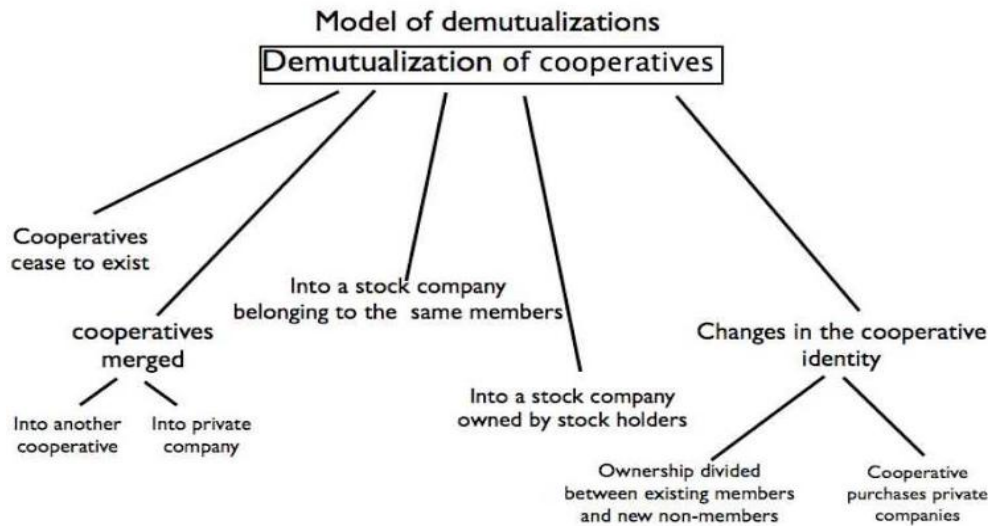 Model of demutualizations
Demutualization of cooperatives
Cooperatives
cease to exist
cooperatives
merged
Into another
cooperative
Into private
company
Into a stock company
belonging to the same members
Into a stock company
owned by stock holders
Changes in the cooperative
identity
Ownership divided
between existing members
and new non-members
Cooperative
purchases private
companies